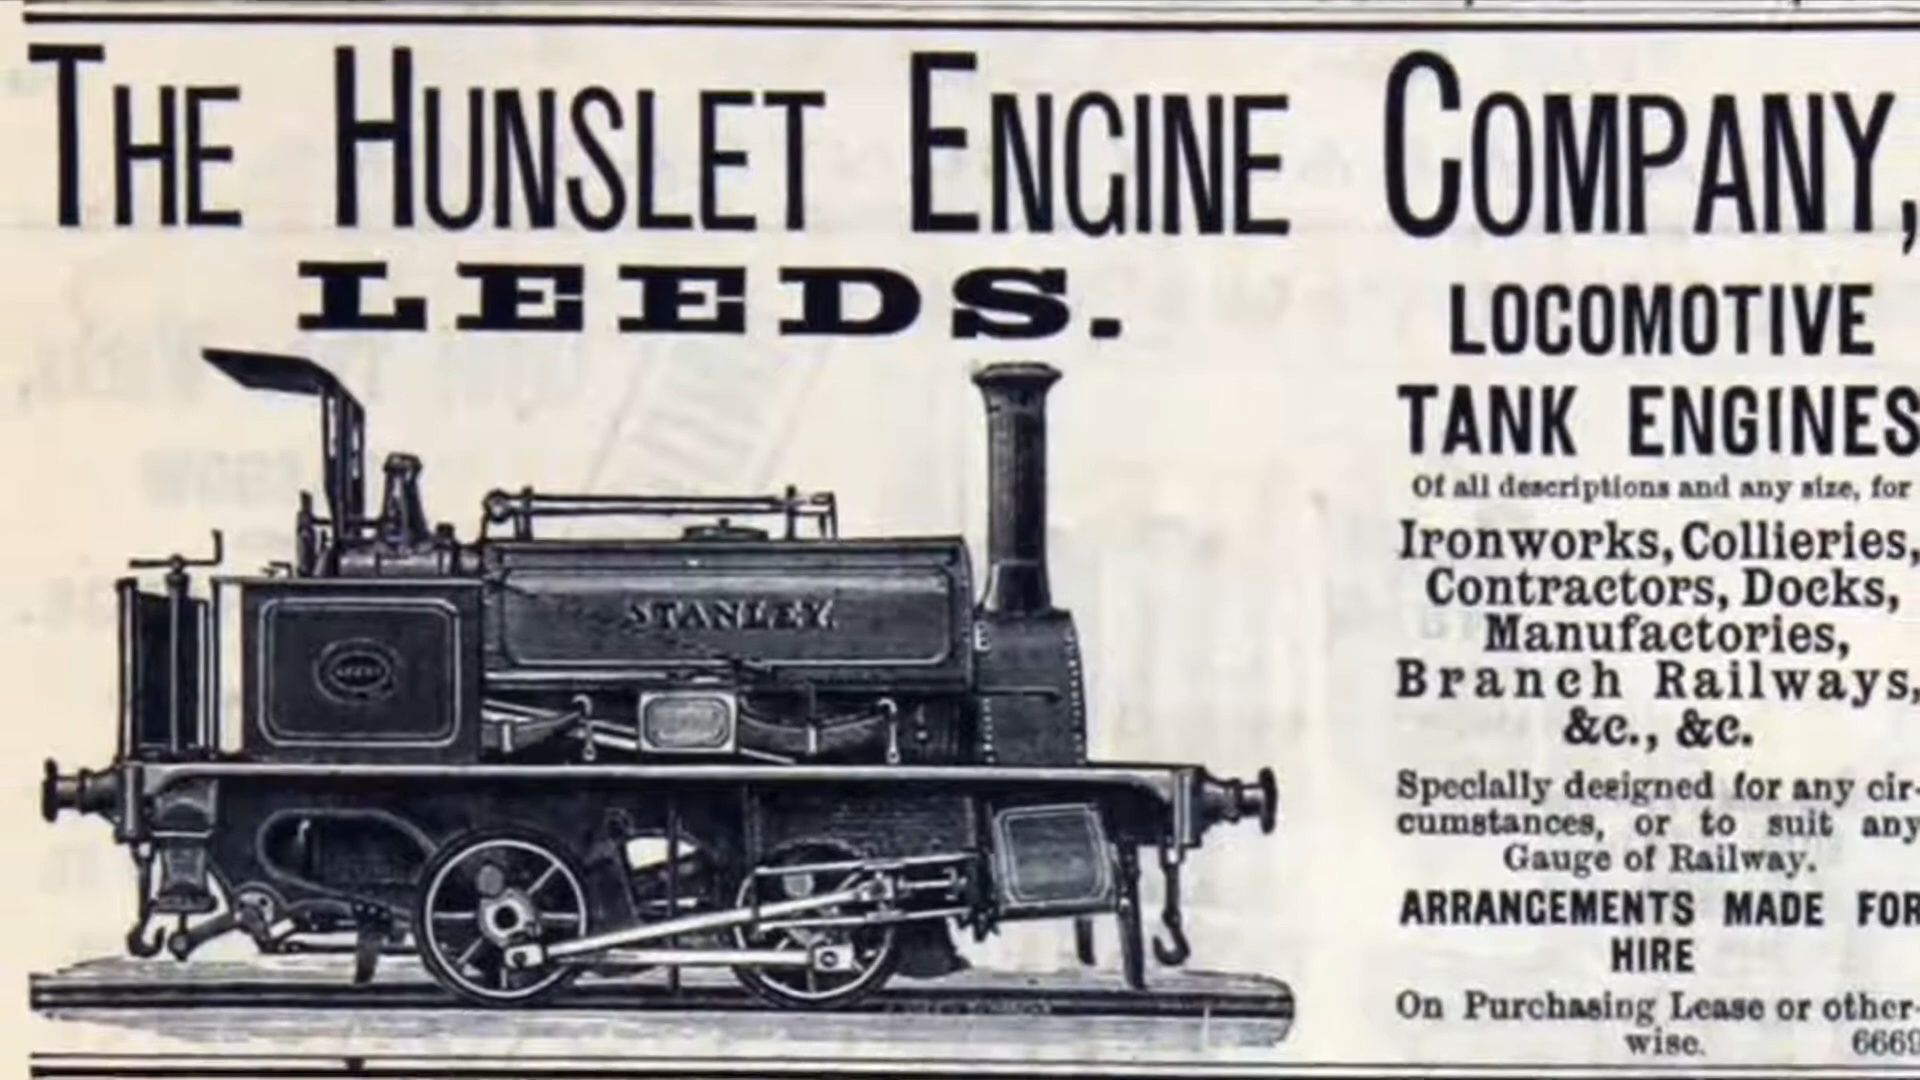 THE HUNSLET ENGINE COMPANY,
LEEDS.
STANLEY.
LEEDS
LOCOMOTIVE
TANK ENGINES
Of all descriptions and any size, for
Ironworks, Collieries,
Contractors, Docks,
Manufactories,
Branch Railways,
&c., &c.
Specially designed for any cir-
cumstances, or to suit any
Gauge of Railway.
ARRANGEMENTS MADE FOR
HIRE
On Purchasing Lease or other-
wise. 6669